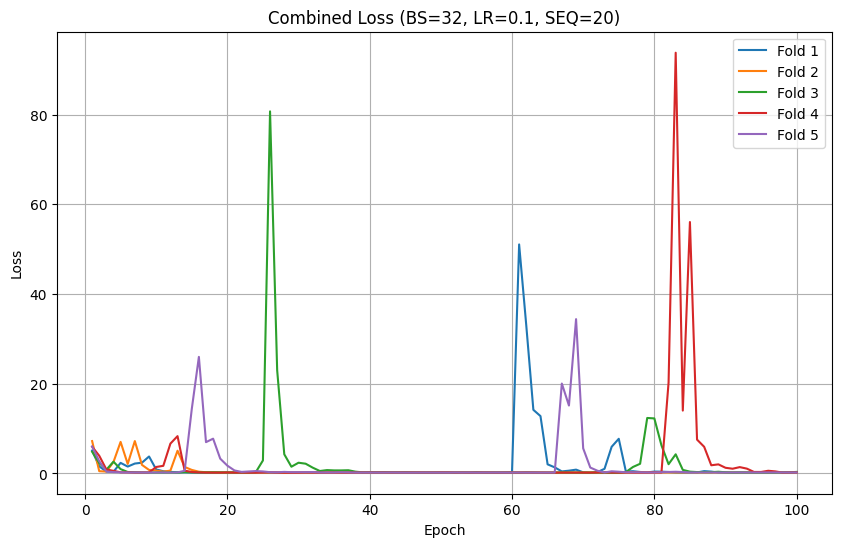 Combined Loss (BS=32, LR=0.1, SEQ=20)
Fold 1
Fold 2
Fold 3
Fold 4
Fold 5
80
60
40
20
0
Loss
0 20 40 60 80 100
Epoch